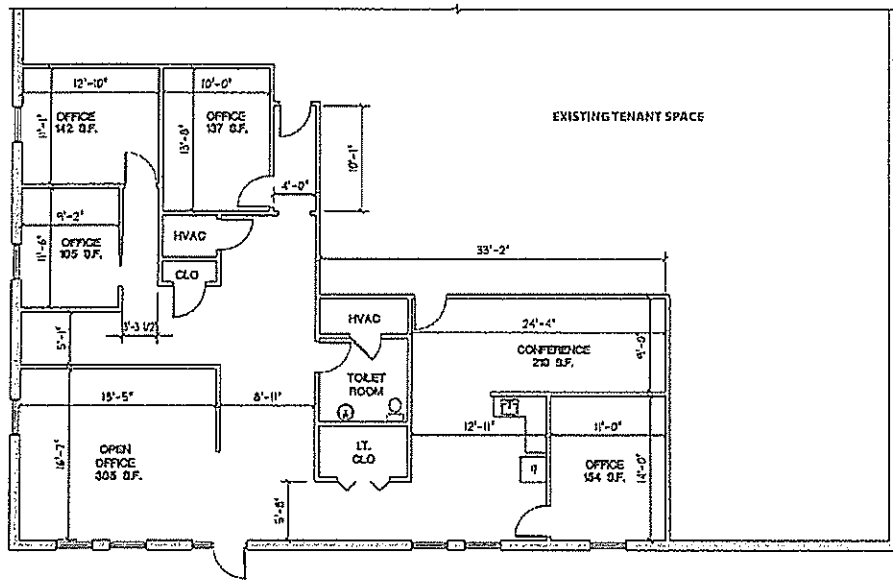 12'-10"
10'-0"
OFFICE
142 S.F.
OFFICE
137 S.F.
EXISTING TENANT SPACE
11'-1"
13'-8"
10'-1"
4'-0"
9'-2"
OFFICE
105 S.F.
11'-6"
HVAC
CLO
33'-2"
HVAC
24'-4"
CONFERENCE
219 S.F.
9'-0"
5'-1"
3'-3 1/2"
TOILET
ROOM
18'-5"
8'-11"
12'-11"
11'-0"
OPEN
OFFICE
305 S.F.
16'-7"
LT.
CLO
OFFICE
154 S.F.
14'-0"
5'-8"